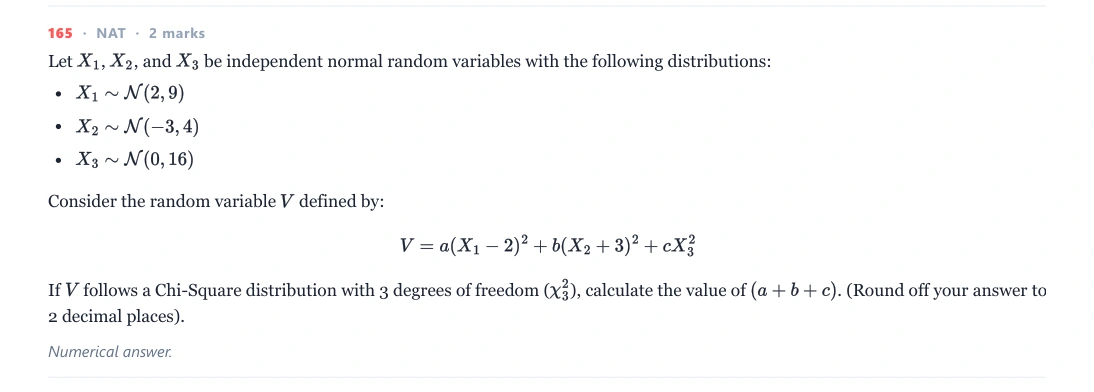 165 · NAT · 2 marks
Let X₁, X₂, and X₃ be independent normal random variables with the following distributions:
• X₁ ∼ 𝒩(2, 9)
• X₂ ∼ 𝒩(−3, 4)
• X₃ ∼ 𝒩(0, 16)
Consider the random variable V defined by:
V = a(X₁ − 2)² + b(X₂ + 3)² + cX₃²
If V follows a Chi-Square distribution with 3 degrees of freedom (χ₃²), calculate the value of (a + b + c). (Round off your answer to
2 decimal places).
Numerical answer.